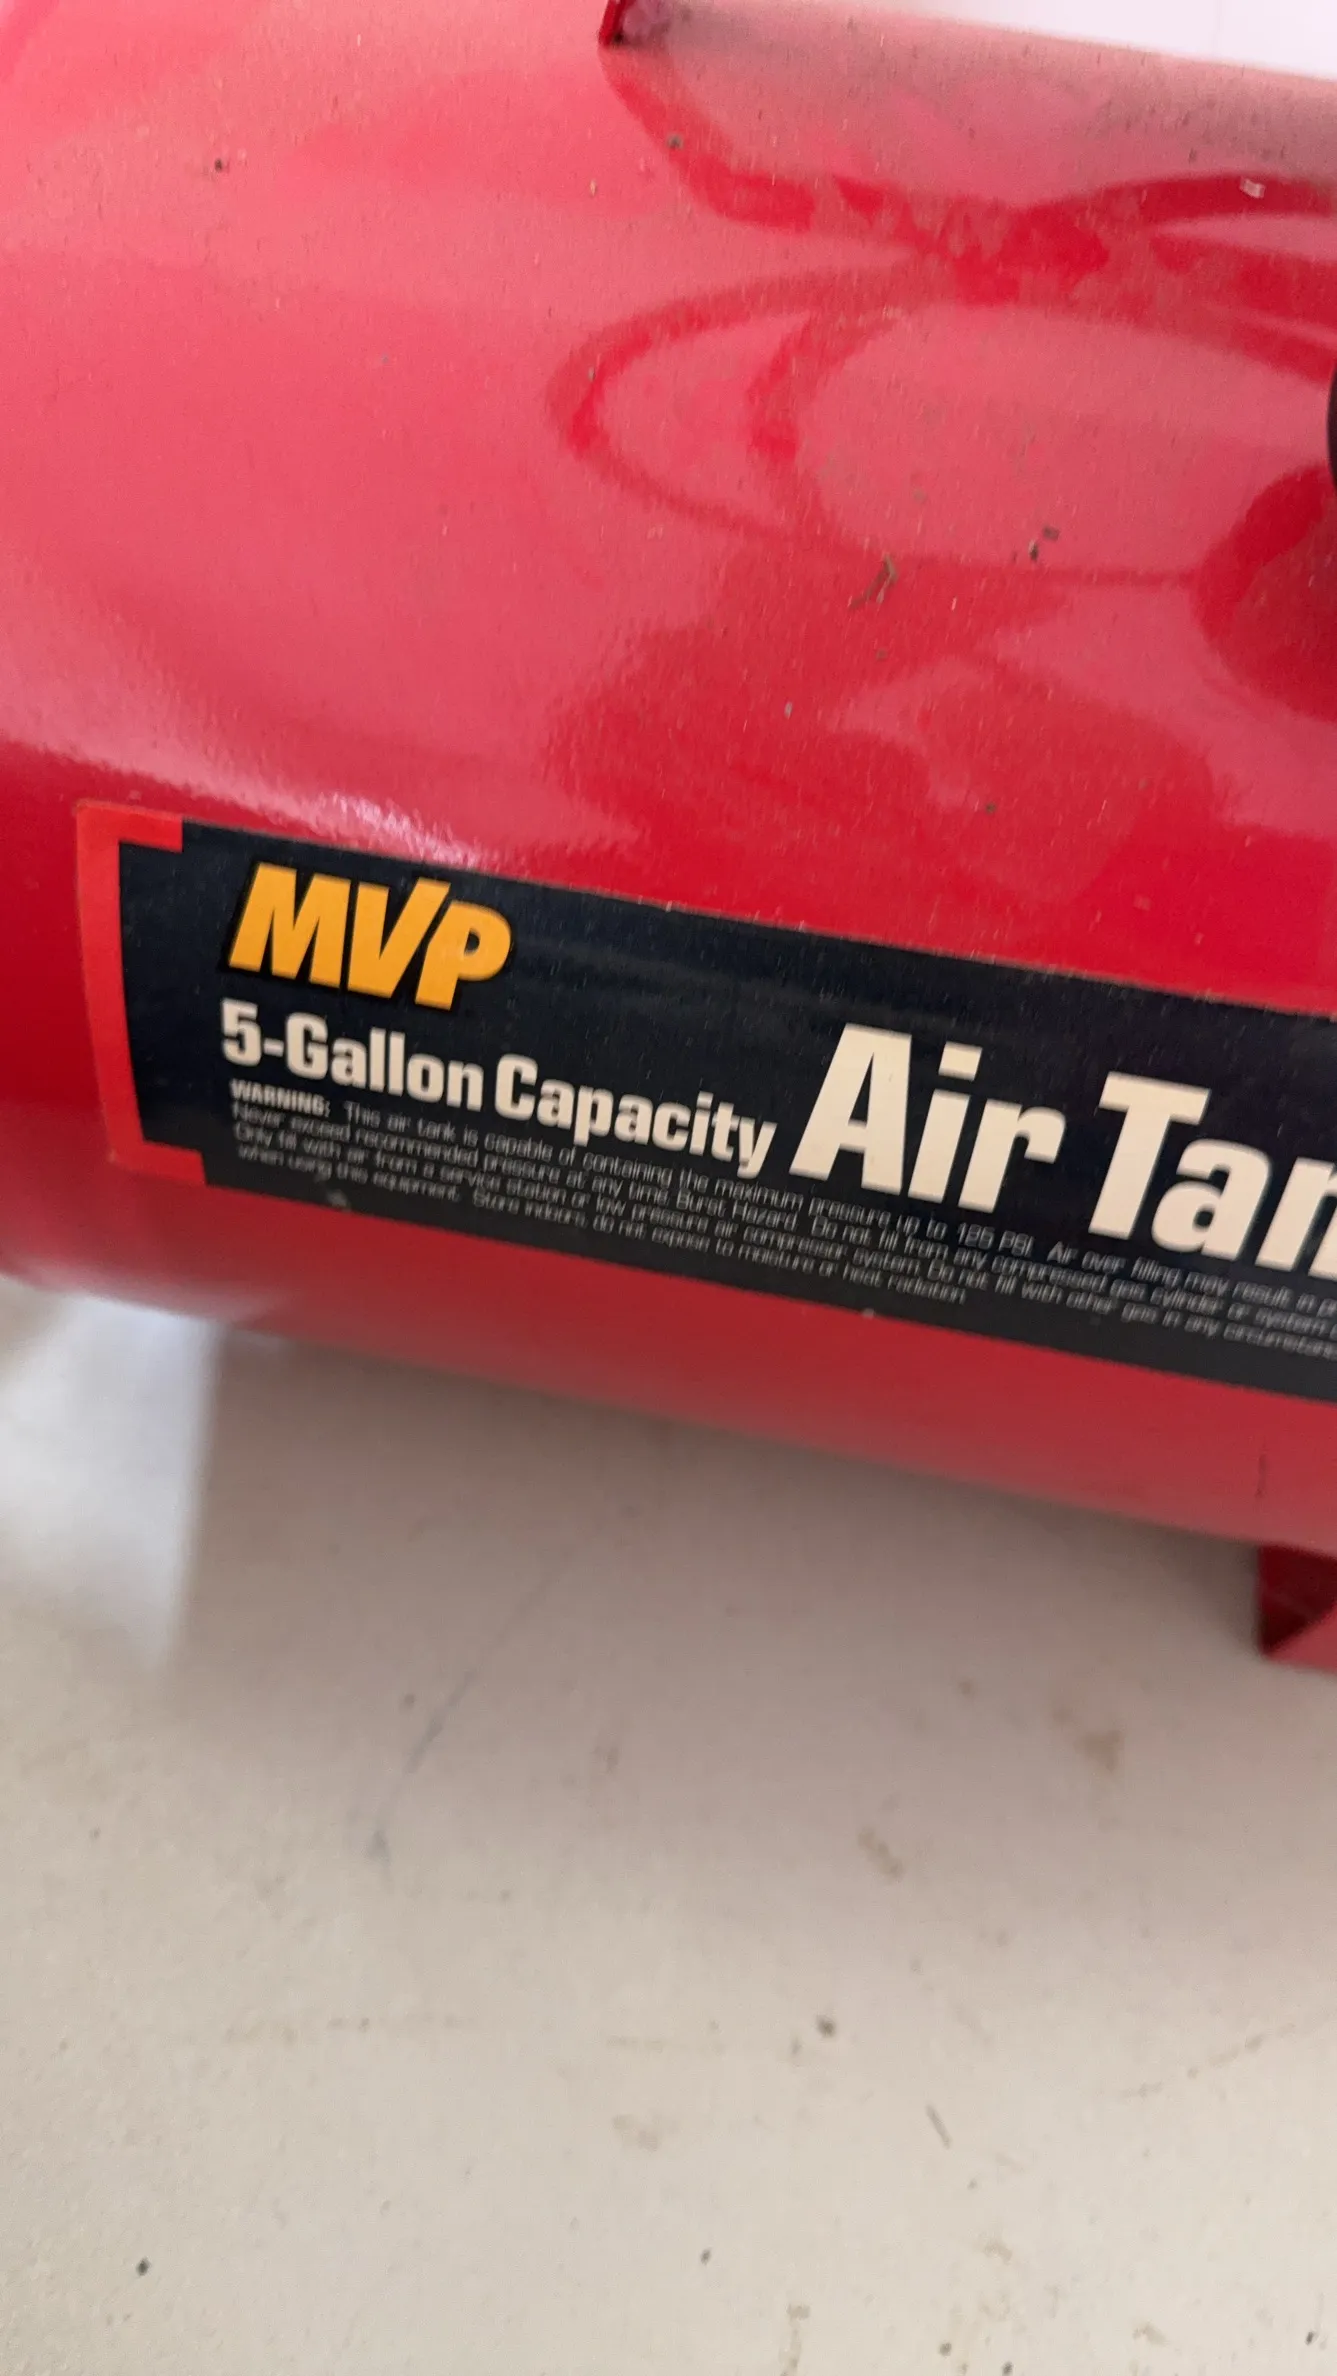 MVP
5-Gallon Capacity Air Tan
WARNING: This air tank is capable of containing the maximum pressure up to 125 PSI. Air over filling may result in p
Never exceed recommended pressure at any time. Burst Hazard. Do not fill from any compressed gas cylinder or system
Only fill with air from a service station or low pressure air compressor system. Do not fill with other gas in any circumstan
when using this equipment. Store indoors, do not expose to moisture or heat radiation.